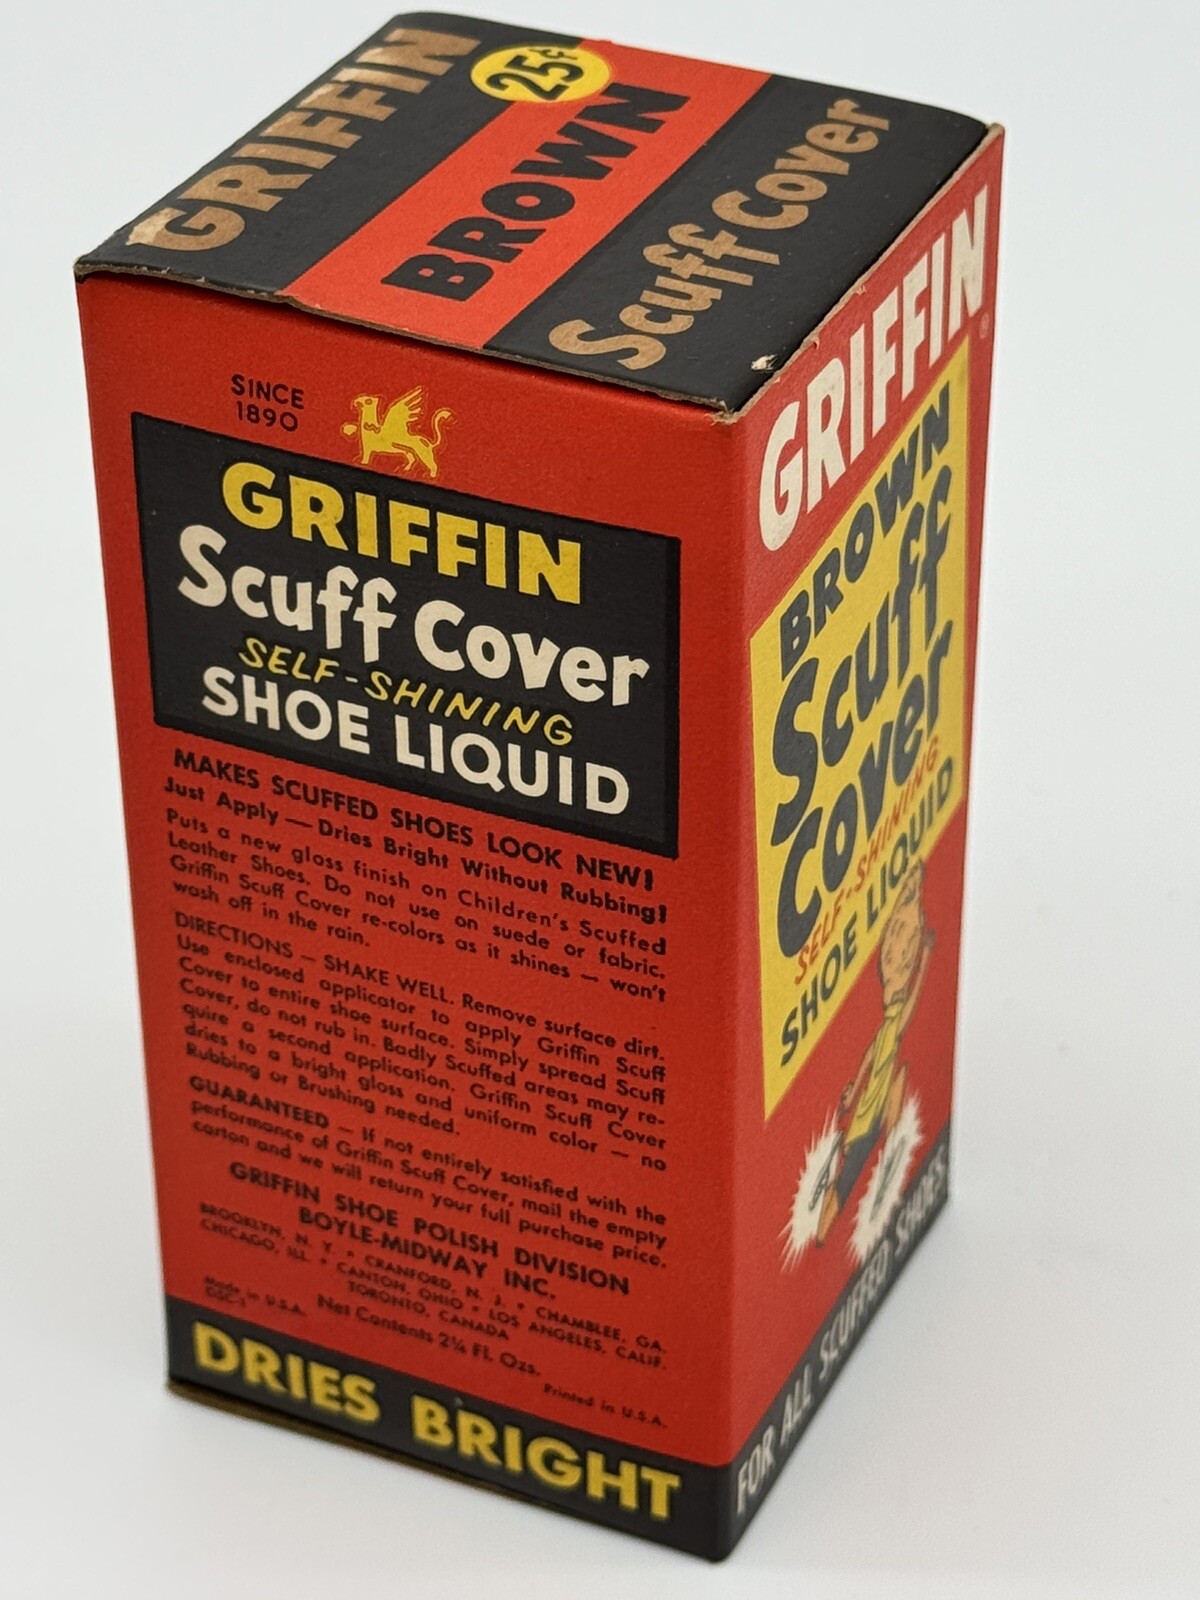 GRIFFIN
25¢
BROWN
Scuff Cover
SINCE
1890
GRIFFIN
Scuff Cover
SELF-SHINING
SHOE LIQUID
MAKES SCUFFED SHOES LOOK NEW!
Just Apply — Dries Bright Without Rubbing!
Puts a new gloss finish on Children's Scuffed
Leather Shoes. Do not use on suede or fabric.
Griffin Scuff Cover re-colors as it shines — won't
wash off in the rain.
DIRECTIONS — SHAKE WELL. Remove surface dirt.
Use enclosed applicator to apply Griffin Scuff
Cover to entire shoe surface. Simply spread Scuff
Cover, do not rub in. Badly Scuffed areas may re-
quire a second application. Griffin Scuff Cover
dries to a bright gloss and uniform color — no
Rubbing or Brushing needed.
GUARANTEED — If not entirely satisfied with the
performance of Griffin Scuff Cover, mail the empty
carton and we will return your full purchase price.
GRIFFIN SHOE POLISH DIVISION
BOYLE-MIDWAY INC.
BROOKLYN, N. Y. • CRANFORD, N. J. • CHAMBLEE, GA.
CHICAGO, ILL. • CANTON, OHIO • LOS ANGELES, CALIF.
TORONTO, CANADA
Net Contents 2¼ Fl. Ozs.
Made in U.S.A.
Printed in U.S.A.
DRIES BRIGHT
GRIFFIN®
BROWN
Scuff
Cover
SELF-SHINING
SHOE LIQUID
FOR ALL SCUFFED SHOES